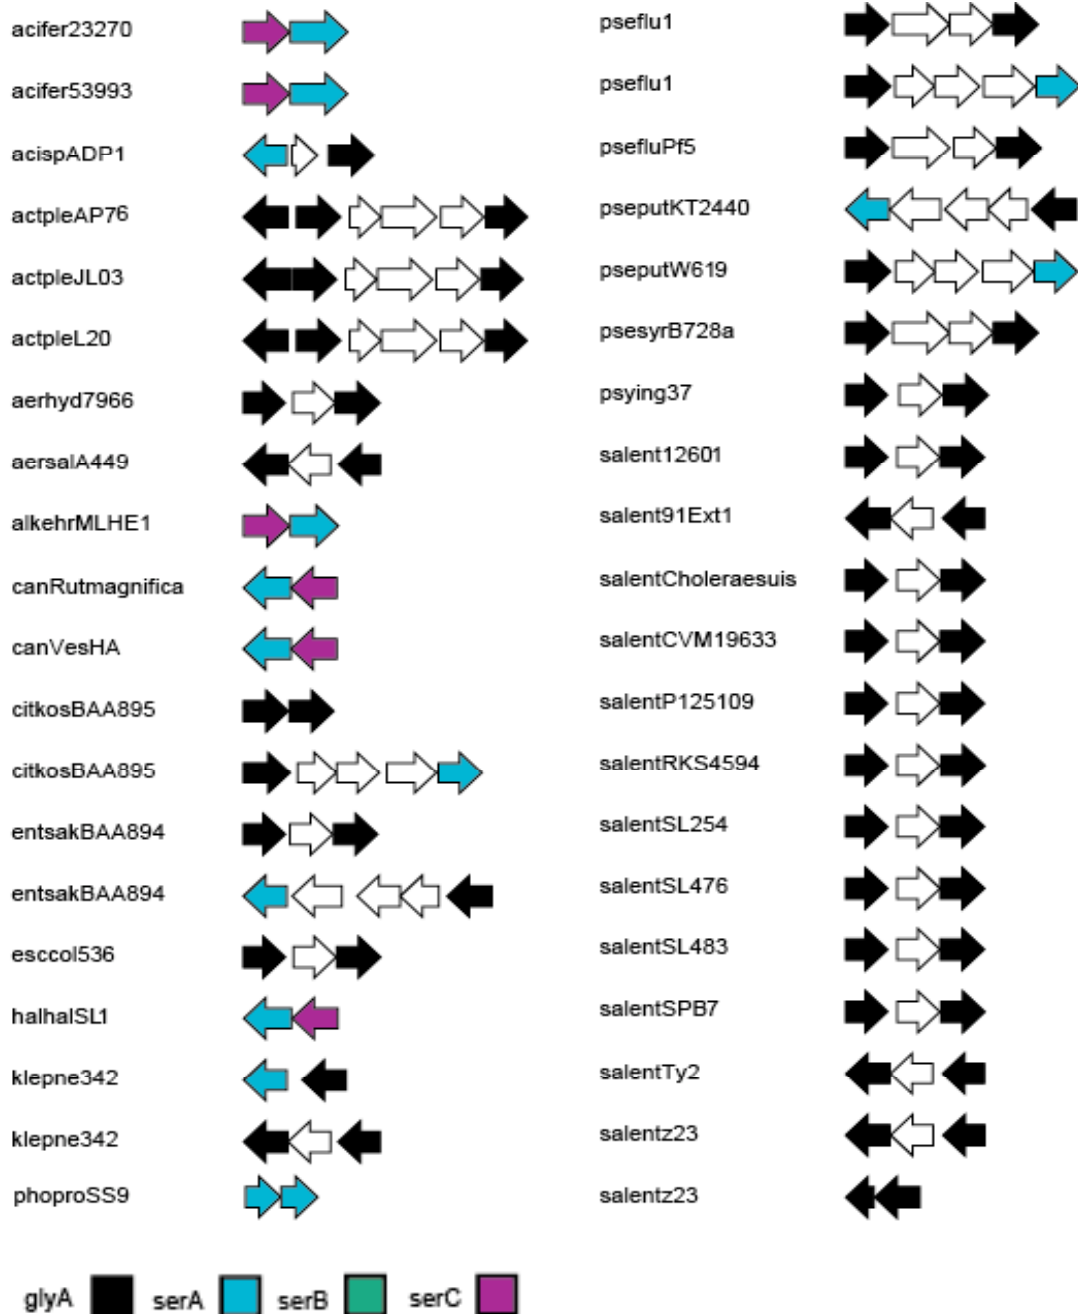 acifer23270
acifer53993
acispADP1
actpleAP76
actpleJL03
actpleL20
aerhyd7966
aersalA449
alkehrMLHE1
canRutmagnifica
canVesHA
citkosBAA895
citkosBAA895
entsakBAA894
entsakBAA894
esccol536
halhalSL1
klepne342
klepne342
phoproSS9
pseflu1
pseflu1
psefluPf5
pseputKT2440
pseputW619
psesyrB728a
psying37
salent12601
salent91Ext1
salentCholeraesuis
salentCVM19633
salentP125109
salentRKS4594
salentSL254
salentSL476
salentSL483
salentSPB7
salentTy2
salentz23
salentz23
glyA serA serB serC